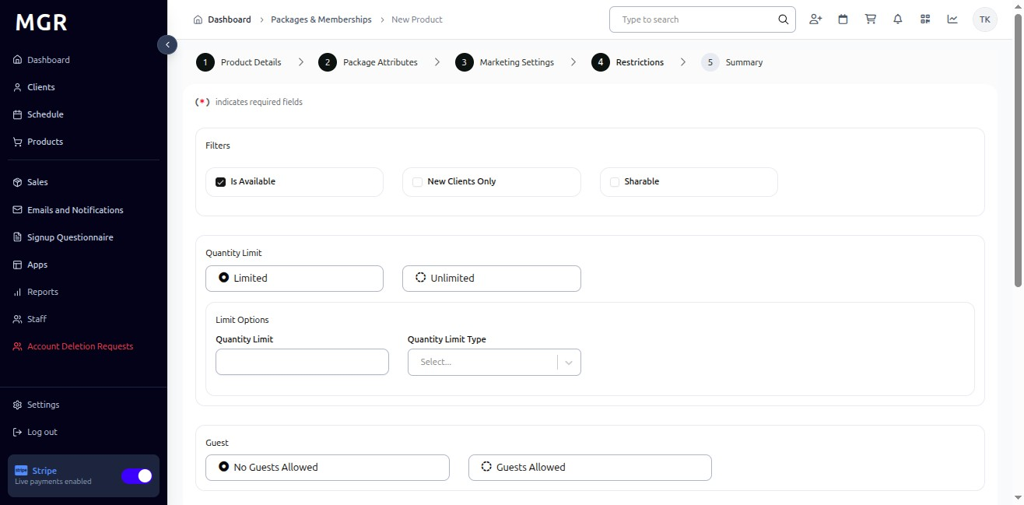 MGR
Dashboard
Clients
Schedule
Products
Sales
Emails and Notifications
Signup Questionnaire
Apps
Reports
Staff
Account Deletion Requests
Settings
Log out
Stripe
Live payments enabled
Dashboard > Packages & Memberships > New Product
Type to search
TK
1 Product Details > 2 Package Attributes > 3 Marketing Settings > 4 Restrictions > 5 Summary
(*) indicates required fields
Filters
Is Available New Clients Only Sharable
Quantity Limit
Limited Unlimited
Limit Options
Quantity Limit Quantity Limit Type
Select...
Guest
No Guests Allowed Guests Allowed